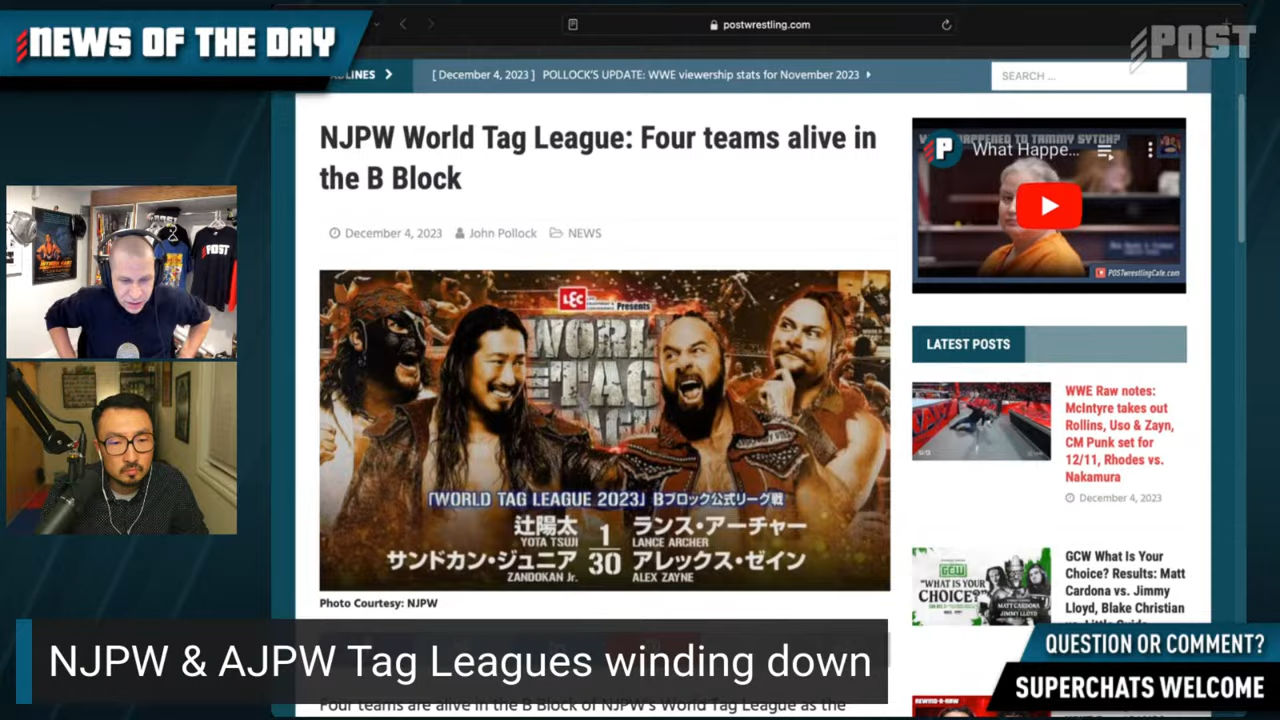 NEWS OF THE DAY
postwrestling.com
POST
[ December 4, 2023 ] POLLOCK'S UPDATE: WWE viewership stats for November 2023
SEARCH ...
NJPW World Tag League: Four teams alive in
the B Block
December 4, 2023 John Pollock NEWS
What Happe...
POSTwrestlingCafe.com
POST
LEC
Presents
WORLD
TAG
「WORLD TAG LEAGUE 2023」Bブロック公式リーグ戦
辻陽太
YOTA TSUJI
サンドカン・ジュニア
ZANDOKAN Jr.
1
30
ランス・アーチャー
LANCE ARCHER
アレックス・ゼイン
ALEX ZAYNE
Photo Courtesy: NJPW
LATEST POSTS
WWE Raw notes:
McIntyre takes out
Rollins, Uso & Zayn,
CM Punk set for
12/11, Rhodes vs.
Nakamura
December 4, 2023
GCW
"WHAT IS YOUR
CHOICE?"
MATT CARDONA
JIMMY LLOYD
GCW What Is Your
Choice? Results: Matt
Cardona vs. Jimmy
Lloyd, Blake Christian
NJPW & AJPW Tag Leagues winding down
Four teams are alive in the B Block of NJPW's World Tag League as the
QUESTION OR COMMENT?
SUPERCHATS WELCOME